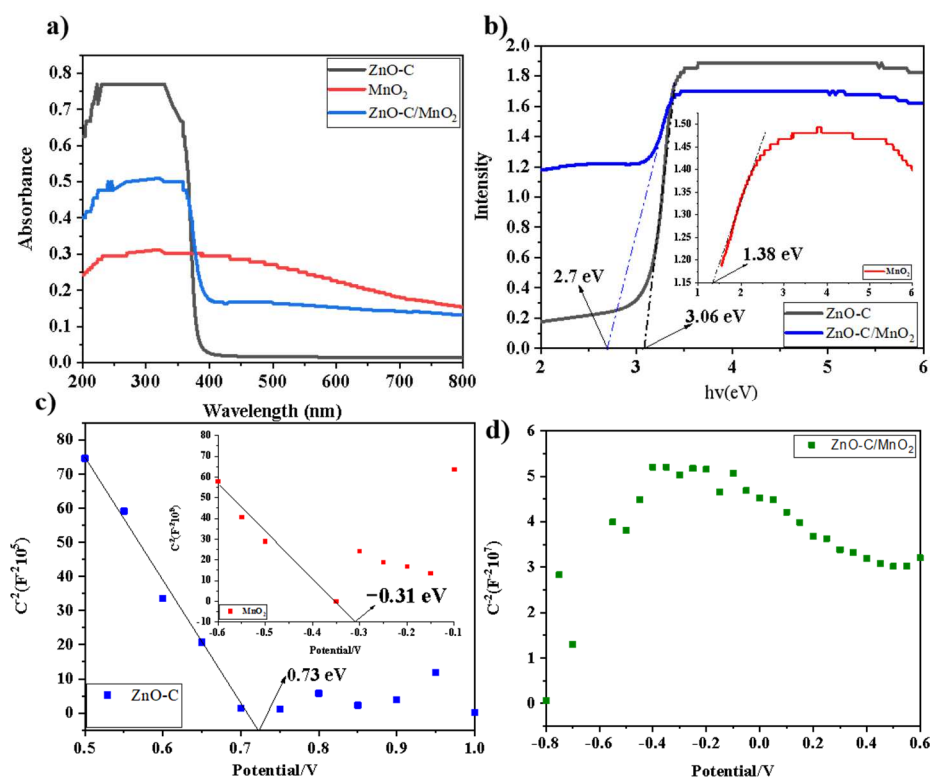 a)
Absorbance
0.8
0.7
0.6
0.5
0.4
0.3
0.2
0.1
0.0
200 300 400 500 600 700 800
Wavelength (nm)
ZnO-C
MnO₂
ZnO-C/MnO₂
b)
Intensity
2.0
1.8
1.6
1.4
1.2
1.0
0.8
0.6
0.4
0.2
0.0
2 3 4 5 6
hv(eV)
2.7 eV
3.06 eV
1.50
1.45
1.40
1.35
1.30
1.25
1.20
1.15
1 2 3 4 5 6
1.38 eV
MnO₂
ZnO-C
ZnO-C/MnO₂
c)
C⁻²(F⁻²10⁵)
80
70
60
50
40
30
20
10
0
0.5 0.6 0.7 0.8 0.9 1.0
Potential/V
ZnO-C
0.73 eV
80
70
60
50
40
30
20
10
0
-10
-0.6 -0.5 -0.4 -0.3 -0.2 -0.1
Potential/V
MnO₂
−0.31 eV
d)
C⁻²(F⁻²10⁷)
6
5
4
3
2
1
0
-0.8 -0.6 -0.4 -0.2 0.0 0.2 0.4 0.6
Potential/V
ZnO-C/MnO₂